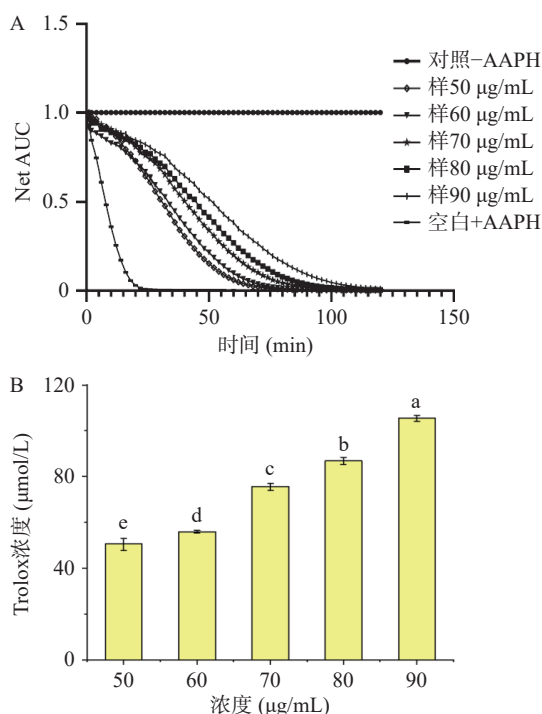 A
1.5
1.0
0.5
0
Net AUC
0
50
100
150
时间 (min)
对照−AAPH
样50 μg/mL
样60 μg/mL
样70 μg/mL
样80 μg/mL
样90 μg/mL
空白+AAPH
B
120
80
40
0
Trolox浓度 (μmol/L)
e
d
c
b
a
50
60
70
80
90
浓度 (μg/mL)